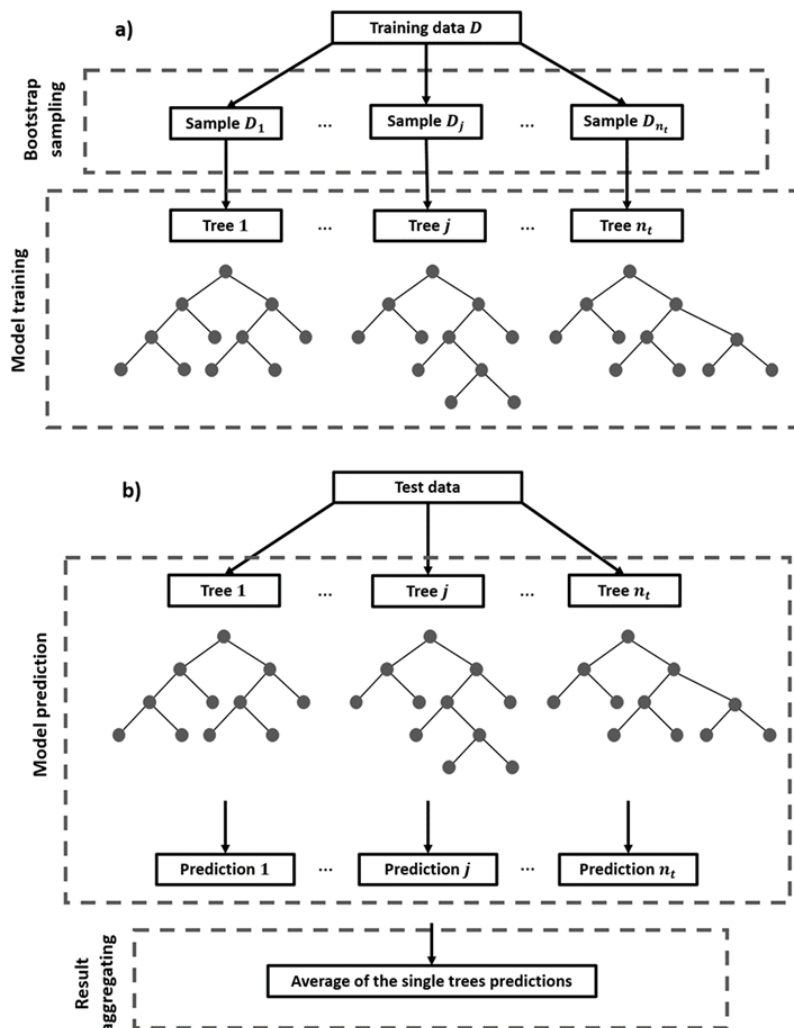 a)
Training data D
Bootstrap
sampling
Sample D₁
...
Sample Dⱼ
...
Sample Dₙₜ
Model training
Tree 1
...
Tree j
...
Tree nₜ
b)
Test data
Model prediction
Tree 1
...
Tree j
...
Tree nₜ
Prediction 1
...
Prediction j
...
Prediction nₜ
Result
aggregating
Average of the single trees predictions